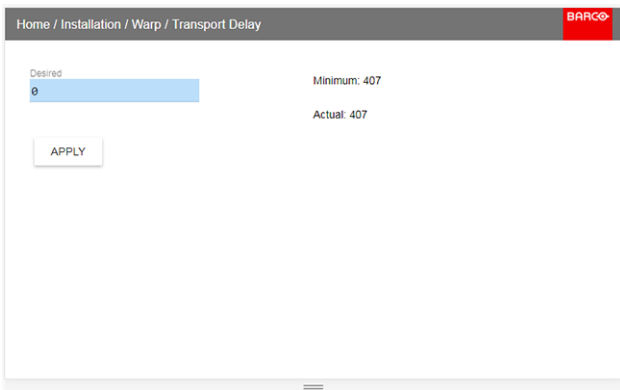 Home / Installation / Warp / Transport Delay
BARCO
Desired
0
Minimum: 407
Actual: 407
APPLY